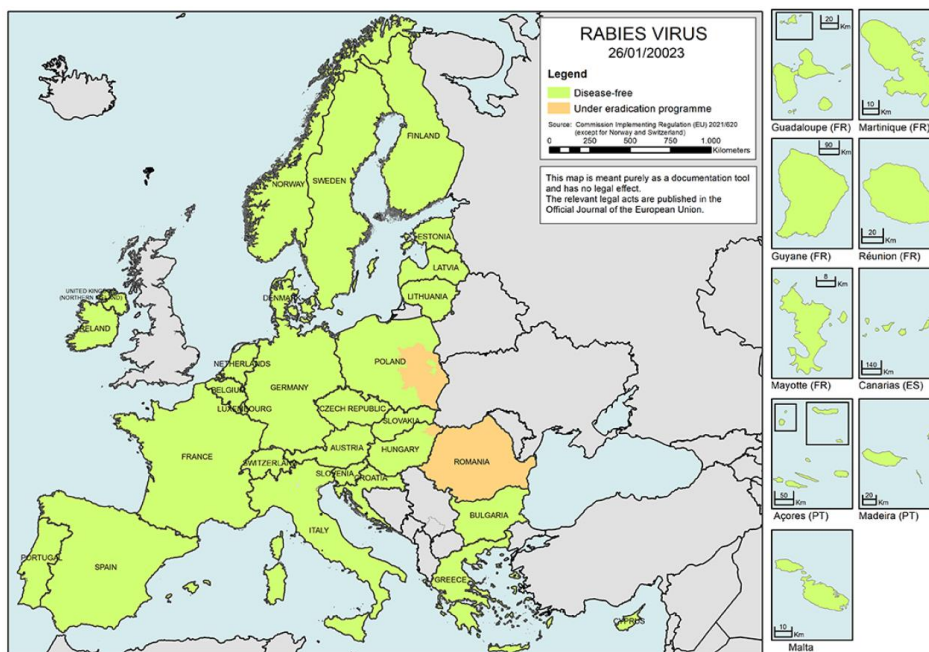 RABIES VIRUS
26/01/20023
Legend
Disease-free
Under eradication programme
Source: Commission Implementing Regulation (EU) 2021/620
(except for Norway and Switzerland)
0 250 500 750 1.000
Kilometers
This map is meant purely as a documentation tool
and has no legal effect.
The relevant legal acts are published in the
Official Journal of the European Union.
FINLAND
NORWAY
SWEDEN
ESTONIA
LATVIA
LITHUANIA
DENMARK
UNITED KINGDOM
(NORTHERN IRELAND)
IRELAND
NETHERLANDS
POLAND
BELGIUM
GERMANY
LUXEMBOURG
CZECH REPUBLIC
SLOVAKIA
AUSTRIA
HUNGARY
FRANCE
SWITZERLAND
SLOVENIA
CROATIA
ROMANIA
ITALY
BULGARIA
PORTUGAL
SPAIN
GREECE
CYPRUS
20
Km
Guadaloupe (FR)
10
Km
Martinique (FR)
90
Km
Guyane (FR)
20
Km
Réunion (FR)
8
Km
Mayotte (FR)
140
Km
Canarias (ES)
50
Km
Açores (PT)
20
Km
Madeira (PT)
10
Km
Malta